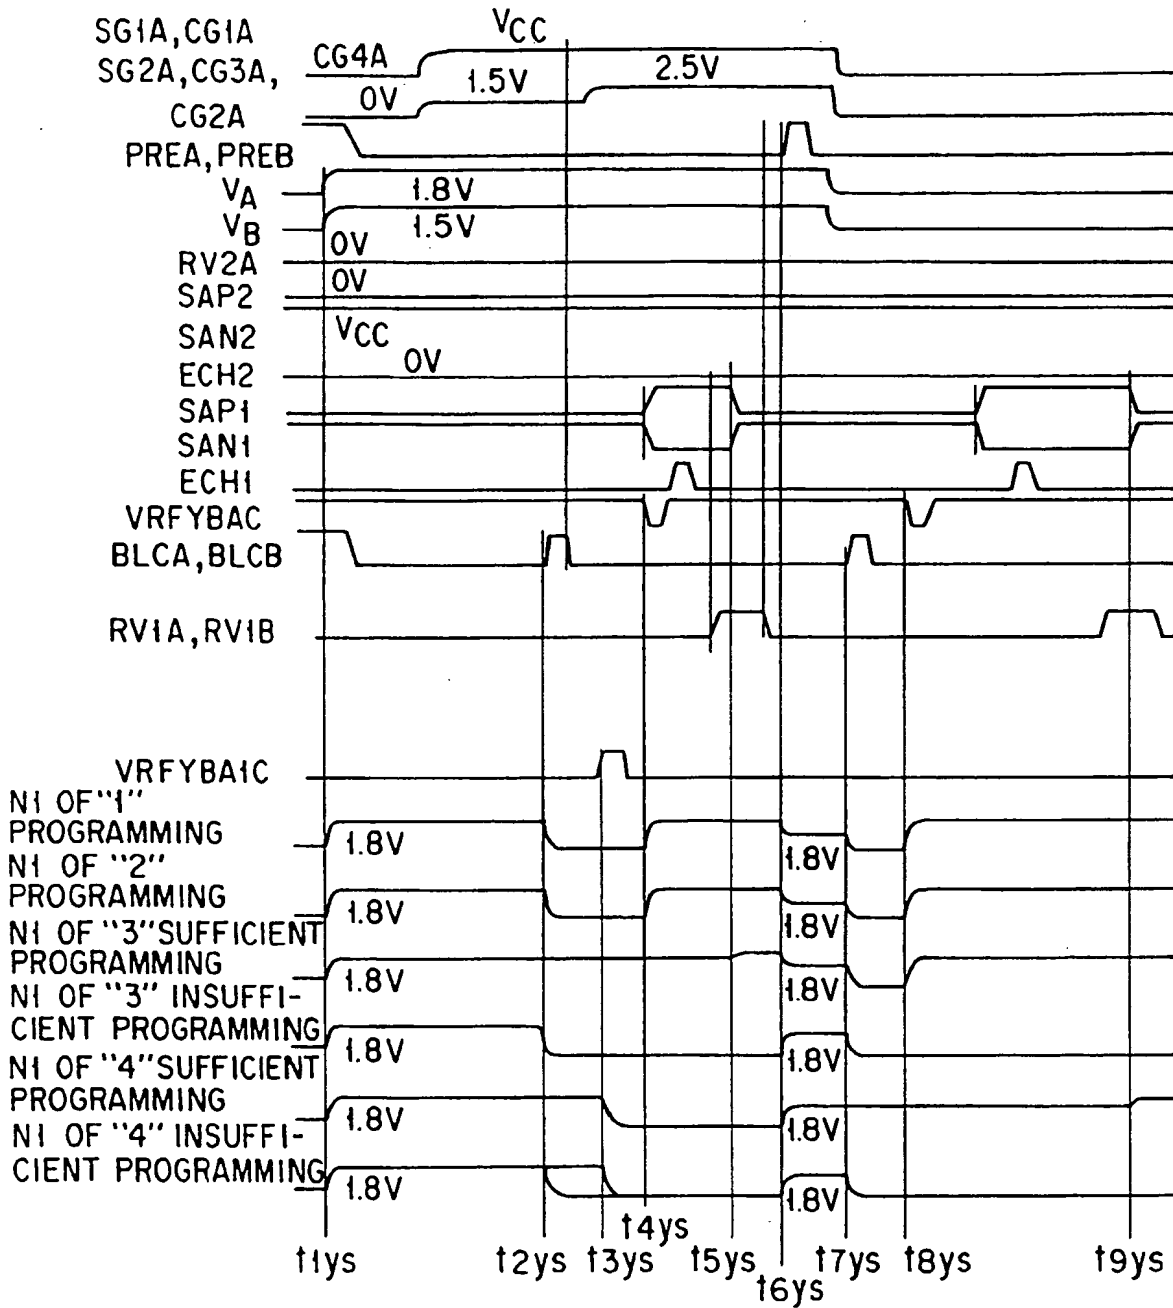 SG1A,CG1A VCC
CG4A
SG2A,CG3A, 1.5V 2.5V
0V
CG2A
PREA,PREB
VA 1.8V
VB 1.5V
0V
RV2A
0V
SAP2
SAN2 VCC
0V
ECH2
SAP1
SAN1
ECH1
VRFYBAC
BLCA,BLCB
RV1A,RV1B
VRFYBA1C
N1 OF "1"
PROGRAMMING 1.8V 1.8V
N1 OF "2"
PROGRAMMING 1.8V 1.8V
N1 OF "3" SUFFICIENT
PROGRAMMING 1.8V 1.8V
N1 OF "3" INSUFFI-
CIENT PROGRAMMING 1.8V 1.8V
N1 OF "4" SUFFICIENT
PROGRAMMING 1.8V 1.8V
N1 OF "4" INSUFFI-
CIENT PROGRAMMING 1.8V 1.8V
t4ys
t1ys t2ys t3ys t5ys t7ys t8ys t9ys
t6ys